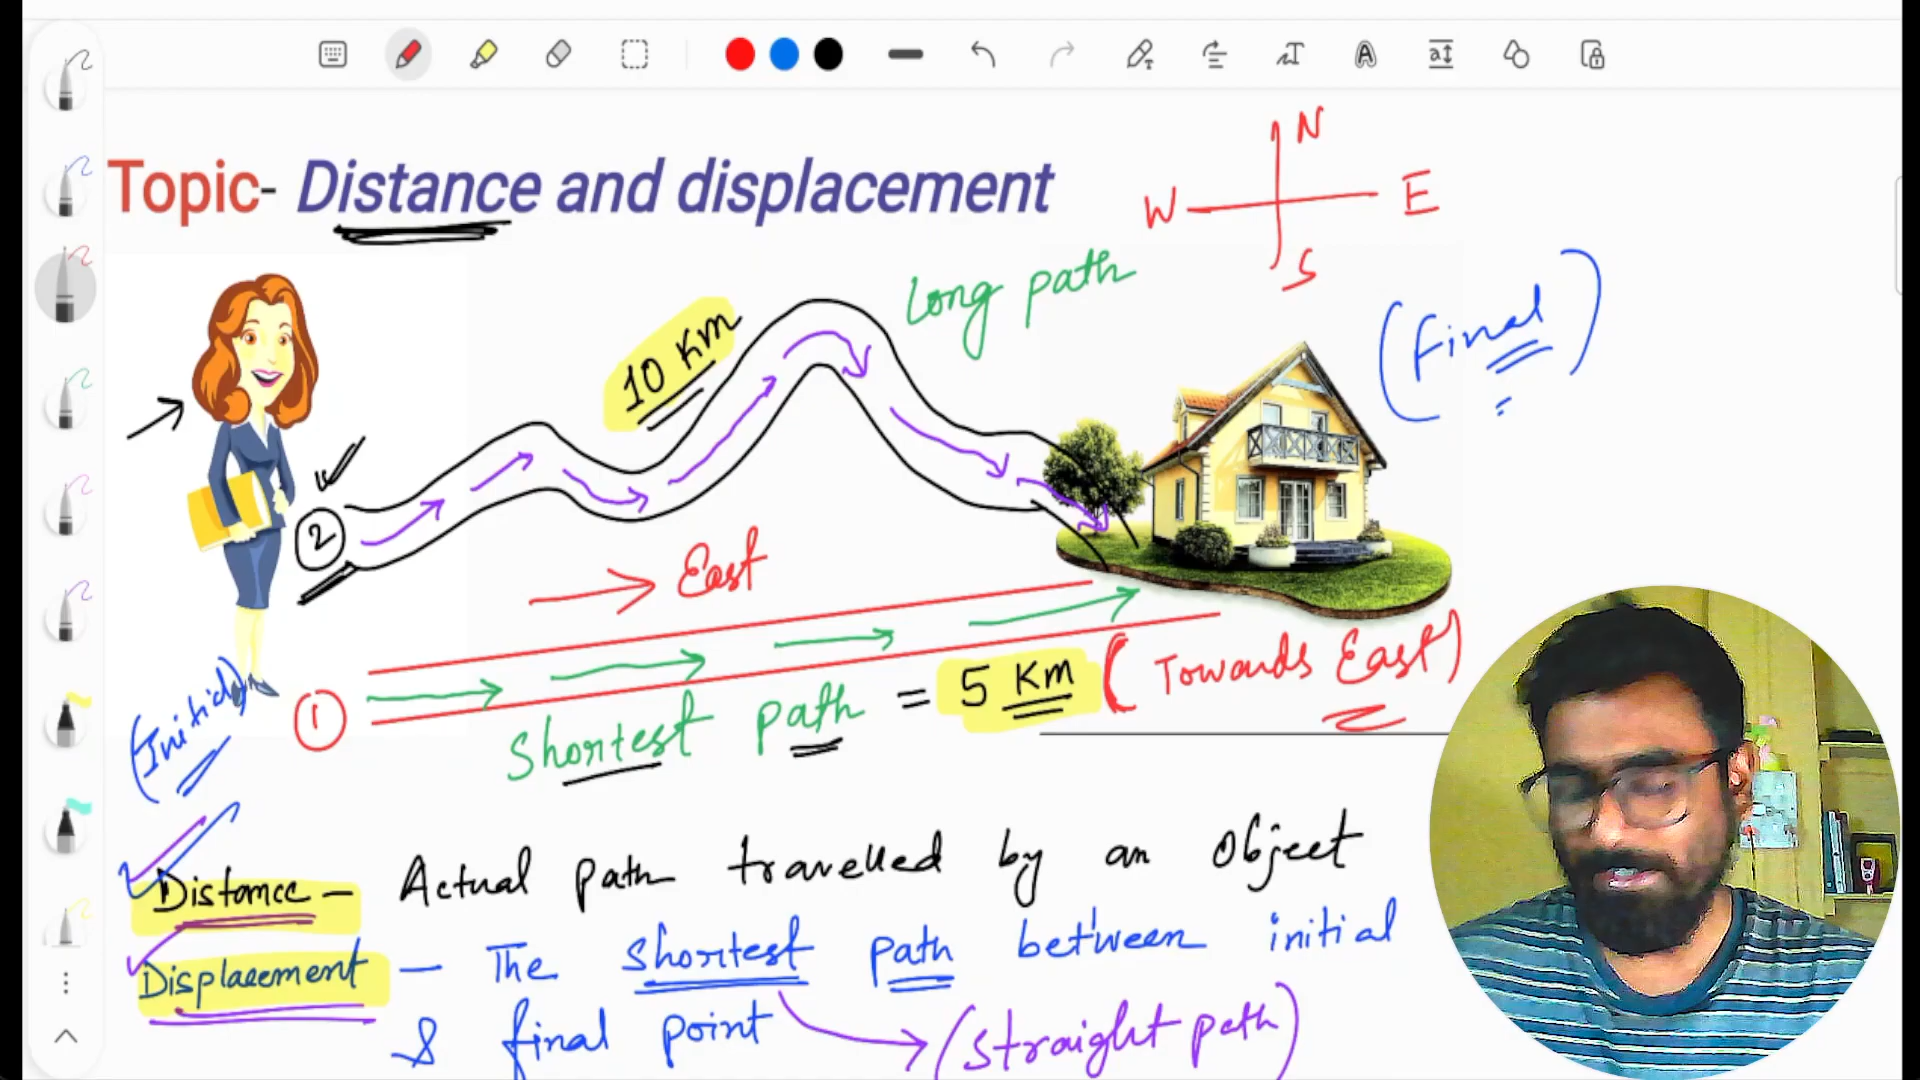 Topic- Distance and displacement
N
W E
S
Long path
(Final)
10 Km
2
East
1
Shortest path = 5 Km (Towards East)
(Initial)
Distance - Actual path travelled by an Object
Displacement - The shortest path between initial
& final point (straight path)